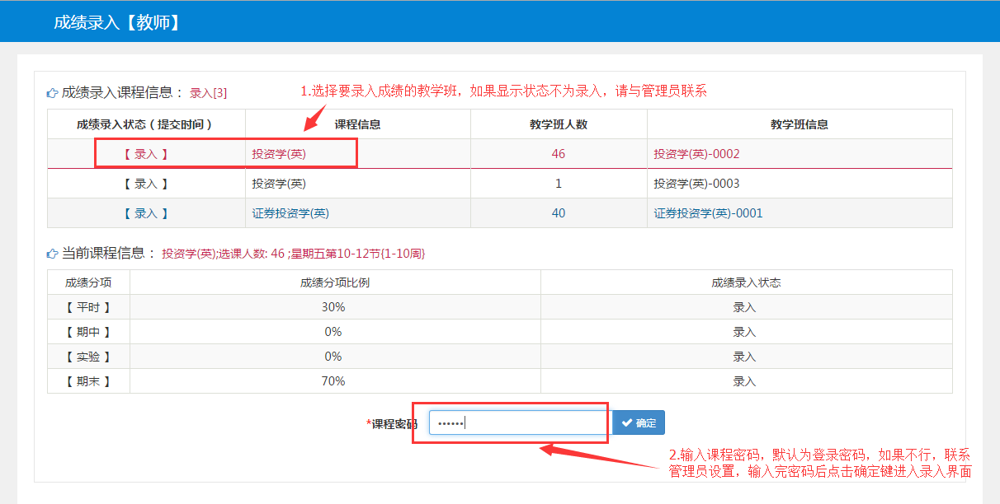 成绩录入【教师】
成绩录入课程信息： 录入[3]
1.选择要录入成绩的教学班，如果显示状态不为录入，请与管理员联系
成绩录入状态（提交时间） 课程信息 教学班人数 教学班信息
【 录入 】 投资学(英) 46 投资学(英)-0002
【 录入 】 投资学(英) 1 投资学(英)-0003
【 录入 】 证券投资学(英) 40 证券投资学(英)-0001
当前课程信息： 投资学(英);选课人数: 46 ;星期五第10-12节{1-10周}
成绩分项 成绩分项比例 成绩录入状态
【 平时 】 30% 录入
【 期中 】 0% 录入
【 实验 】 0% 录入
【 期末 】 70% 录入
*课程密码 •••••• 确定
2.输入课程密码，默认为登录密码，如果不行，联系
管理员设置，输入完密码后点击确定键进入录入界面